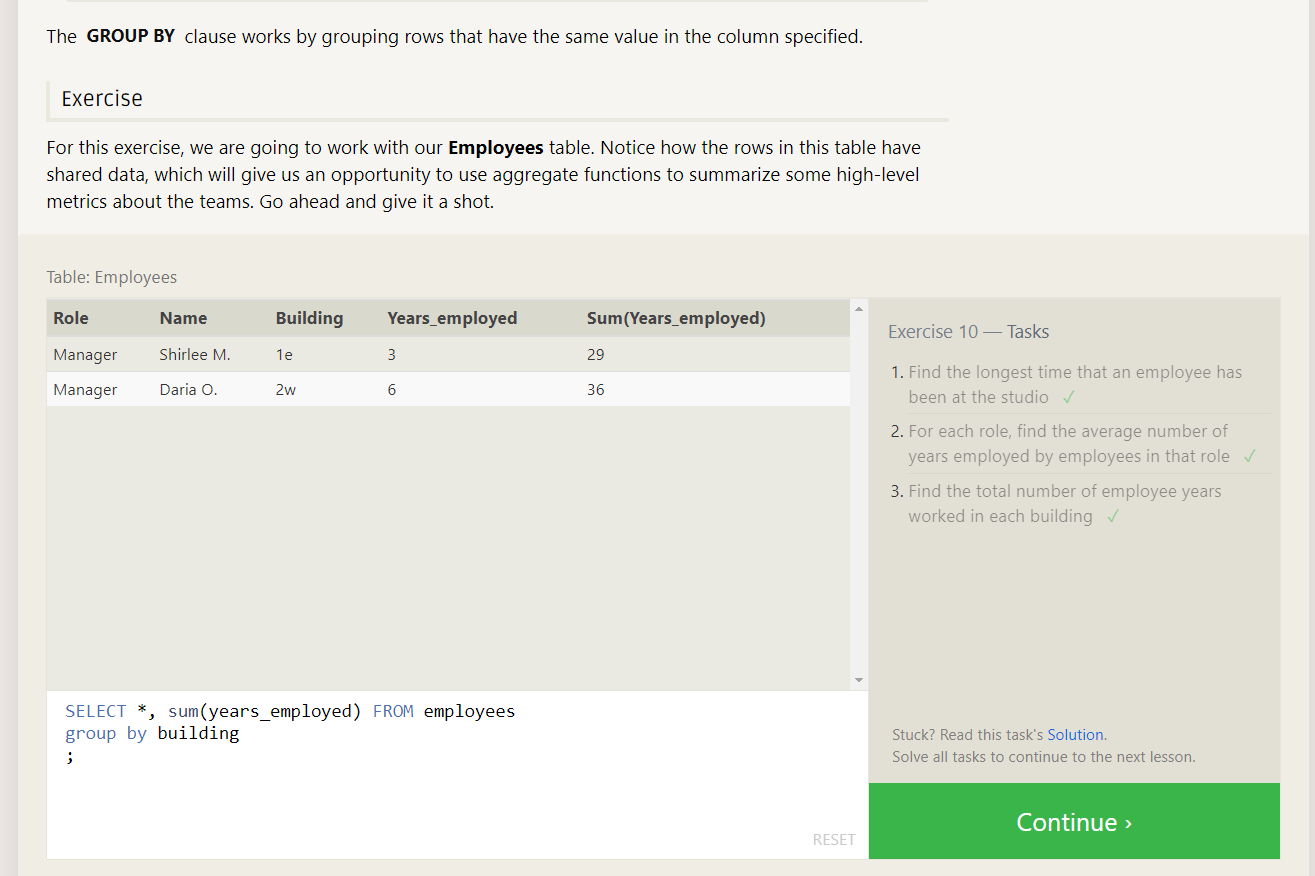 The GROUP BY clause works by grouping rows that have the same value in the column specified.
Exercise
For this exercise, we are going to work with our Employees table. Notice how the rows in this table have
shared data, which will give us an opportunity to use aggregate functions to summarize some high-level
metrics about the teams. Go ahead and give it a shot.
Table: Employees
Role Name Building Years_employed Sum(Years_employed)
Manager Shirlee M. 1e 3 29
Manager Daria O. 2w 6 36
SELECT *, sum(years_employed) FROM employees
group by building
;
RESET
Exercise 10 — Tasks
1. Find the longest time that an employee has
been at the studio ✓
2. For each role, find the average number of
years employed by employees in that role ✓
3. Find the total number of employee years
worked in each building ✓
Stuck? Read this task's Solution.
Solve all tasks to continue to the next lesson.
Continue ›